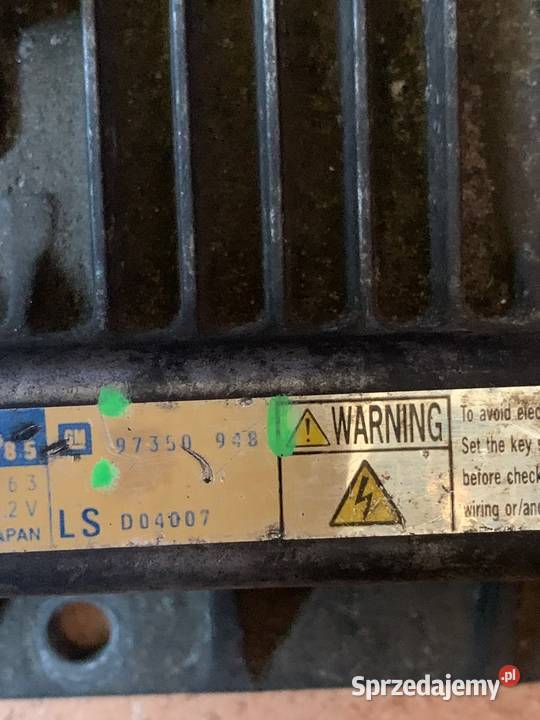 85 GM 97350 948
63
.2V
APAN LS D04007
WARNING
To avoid elec
Set the key s
before check
wiring or/and
Sprzedajemy.pl